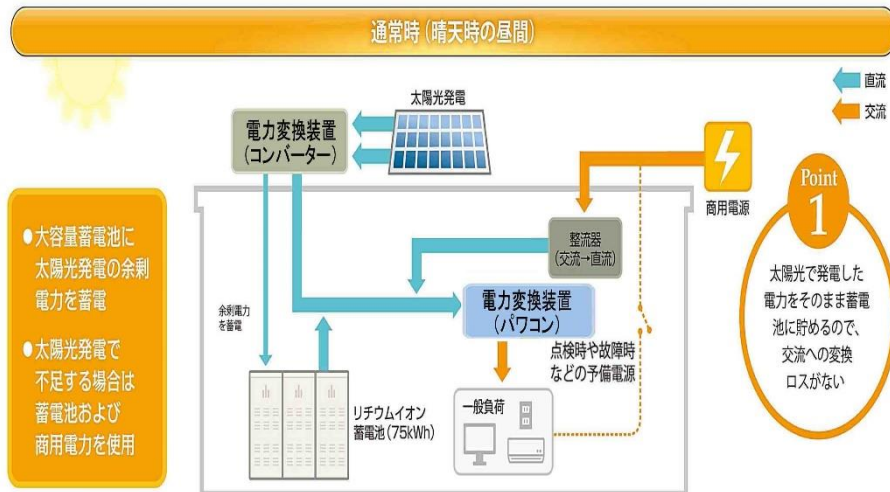 通常時(晴天時の昼間)
直流
交流
太陽光発電
電力変換装置
(コンバーター)
商用電源
●大容量蓄電池に
太陽光発電の余剰
電力を蓄電
●太陽光発電で
不足する場合は
蓄電池および
商用電力を使用
整流器
(交流→直流)
余剰電力
を蓄電
電力変換装置
(パワコン)
点検時や故障時
などの予備電源
リチウムイオン
蓄電池(75kWh)
一般負荷
Point
1
太陽光で発電した
電力をそのまま蓄電
池に貯めるので、
交流への変換
ロスがない